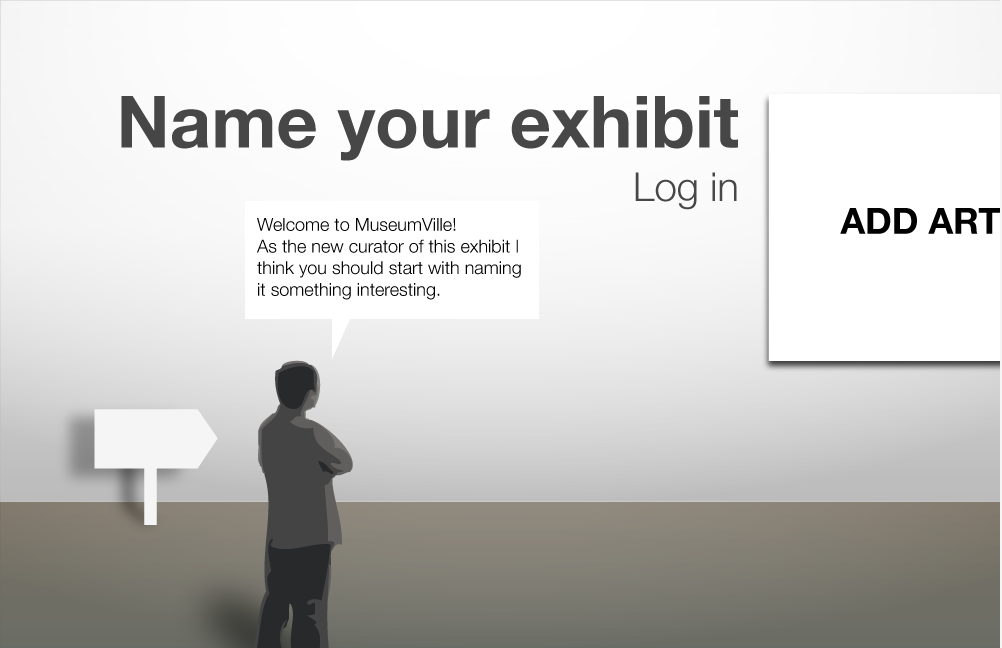 Name your exhibit
Log in
ADD ART
Welcome to MuseumVille!
As the new curator of this exhibit I
think you should start with naming
it something interesting.